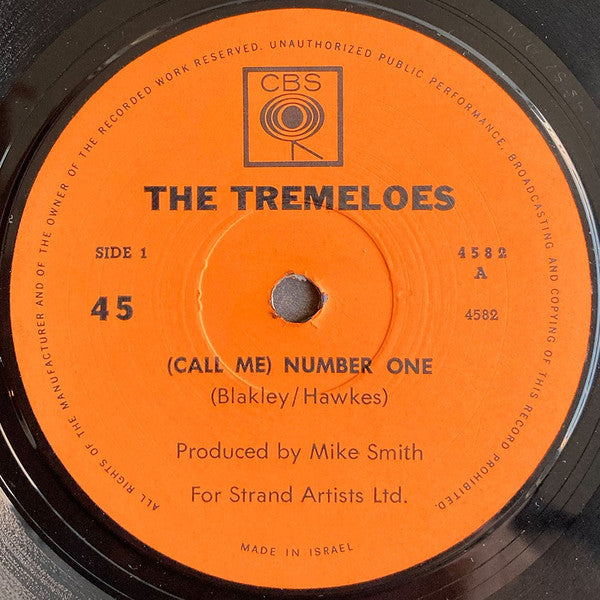 ALL RIGHTS OF THE MANUFACTURER AND OF THE OWNER OF THE RECORDED WORK RESERVED. UNAUTHORIZED PUBLIC PERFORMANCE, BROADCASTING AND COPYING OF THIS RECORD PROHIBITED.
CBS
THE TREMELOES
SIDE 1
4582
A
45
4582
(CALL ME) NUMBER ONE
(Blakley/Hawkes)
Produced by Mike Smith
For Strand Artists Ltd.
MADE IN ISRAEL